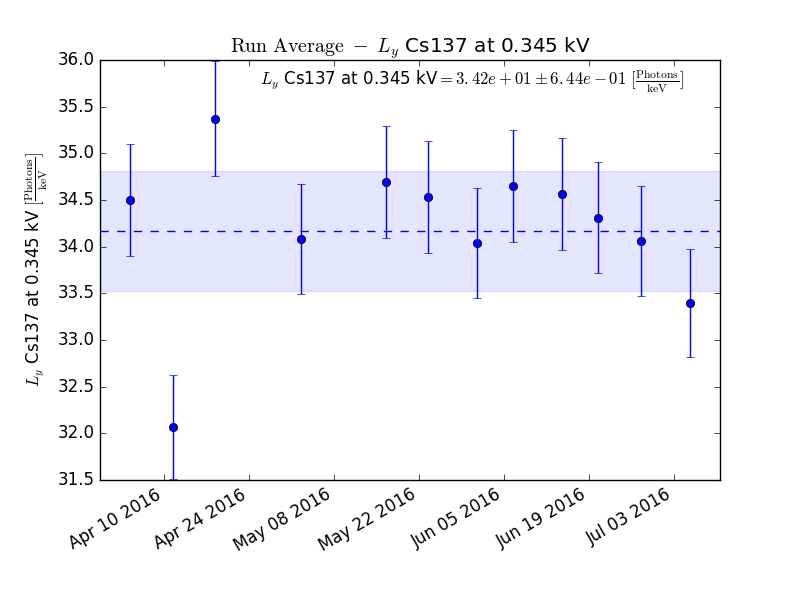 Run Average − L_y Cs137 at 0.345 kV
L_y Cs137 at 0.345 kV = 3.42e + 01 ± 6.44e − 01 [Photons/keV]
L_y Cs137 at 0.345 kV [Photons/keV]
36.0
35.5
35.0
34.5
34.0
33.5
33.0
32.5
32.0
31.5
Apr 10 2016
Apr 24 2016
May 08 2016
May 22 2016
Jun 05 2016
Jun 19 2016
Jul 03 2016